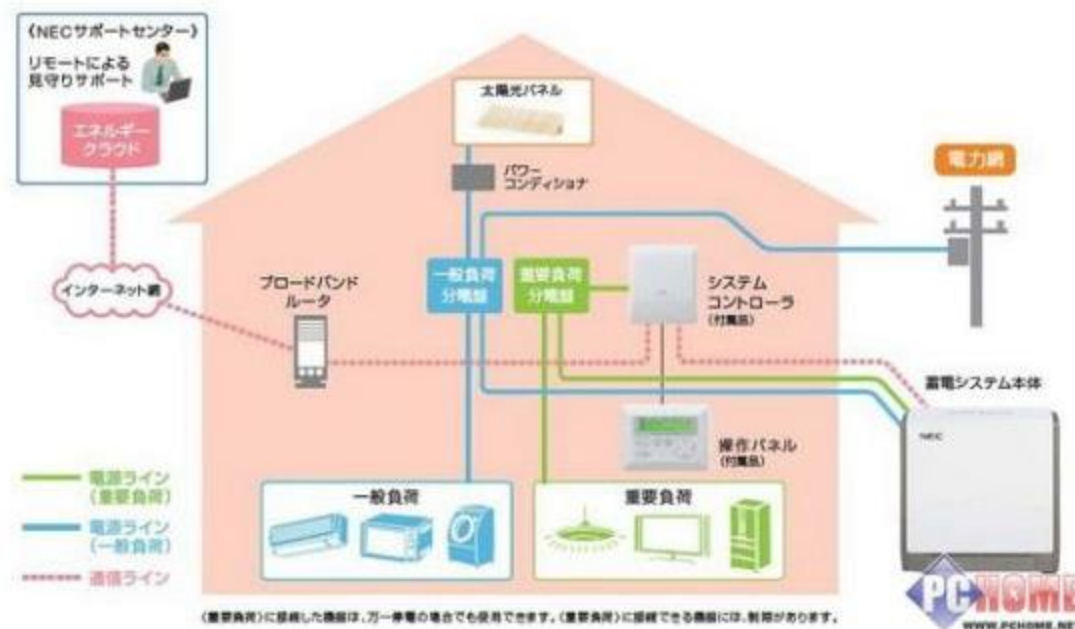 〈NECサポートセンター〉
リモートによる
見守りサポート
エネルギー
クラウド
太陽光パネル
パワー
コンディショナ
電力網
インターネット網
ブロードバンド
ルータ
一般負荷
分電盤
重要負荷
分電盤
システム
コントローラ
(付属品)
蓄電システム本体
NEC
操作パネル
(付属品)
電源ライン
(重要負荷)
電源ライン
(一般負荷)
通信ライン
一般負荷
重要負荷
〈重要負荷〉に接続した機器は、万一停電の場合でも使用できます。〈重要負荷〉に接続できる機器には、制限があります。
PCHOME
WWW.PCHOME.NET